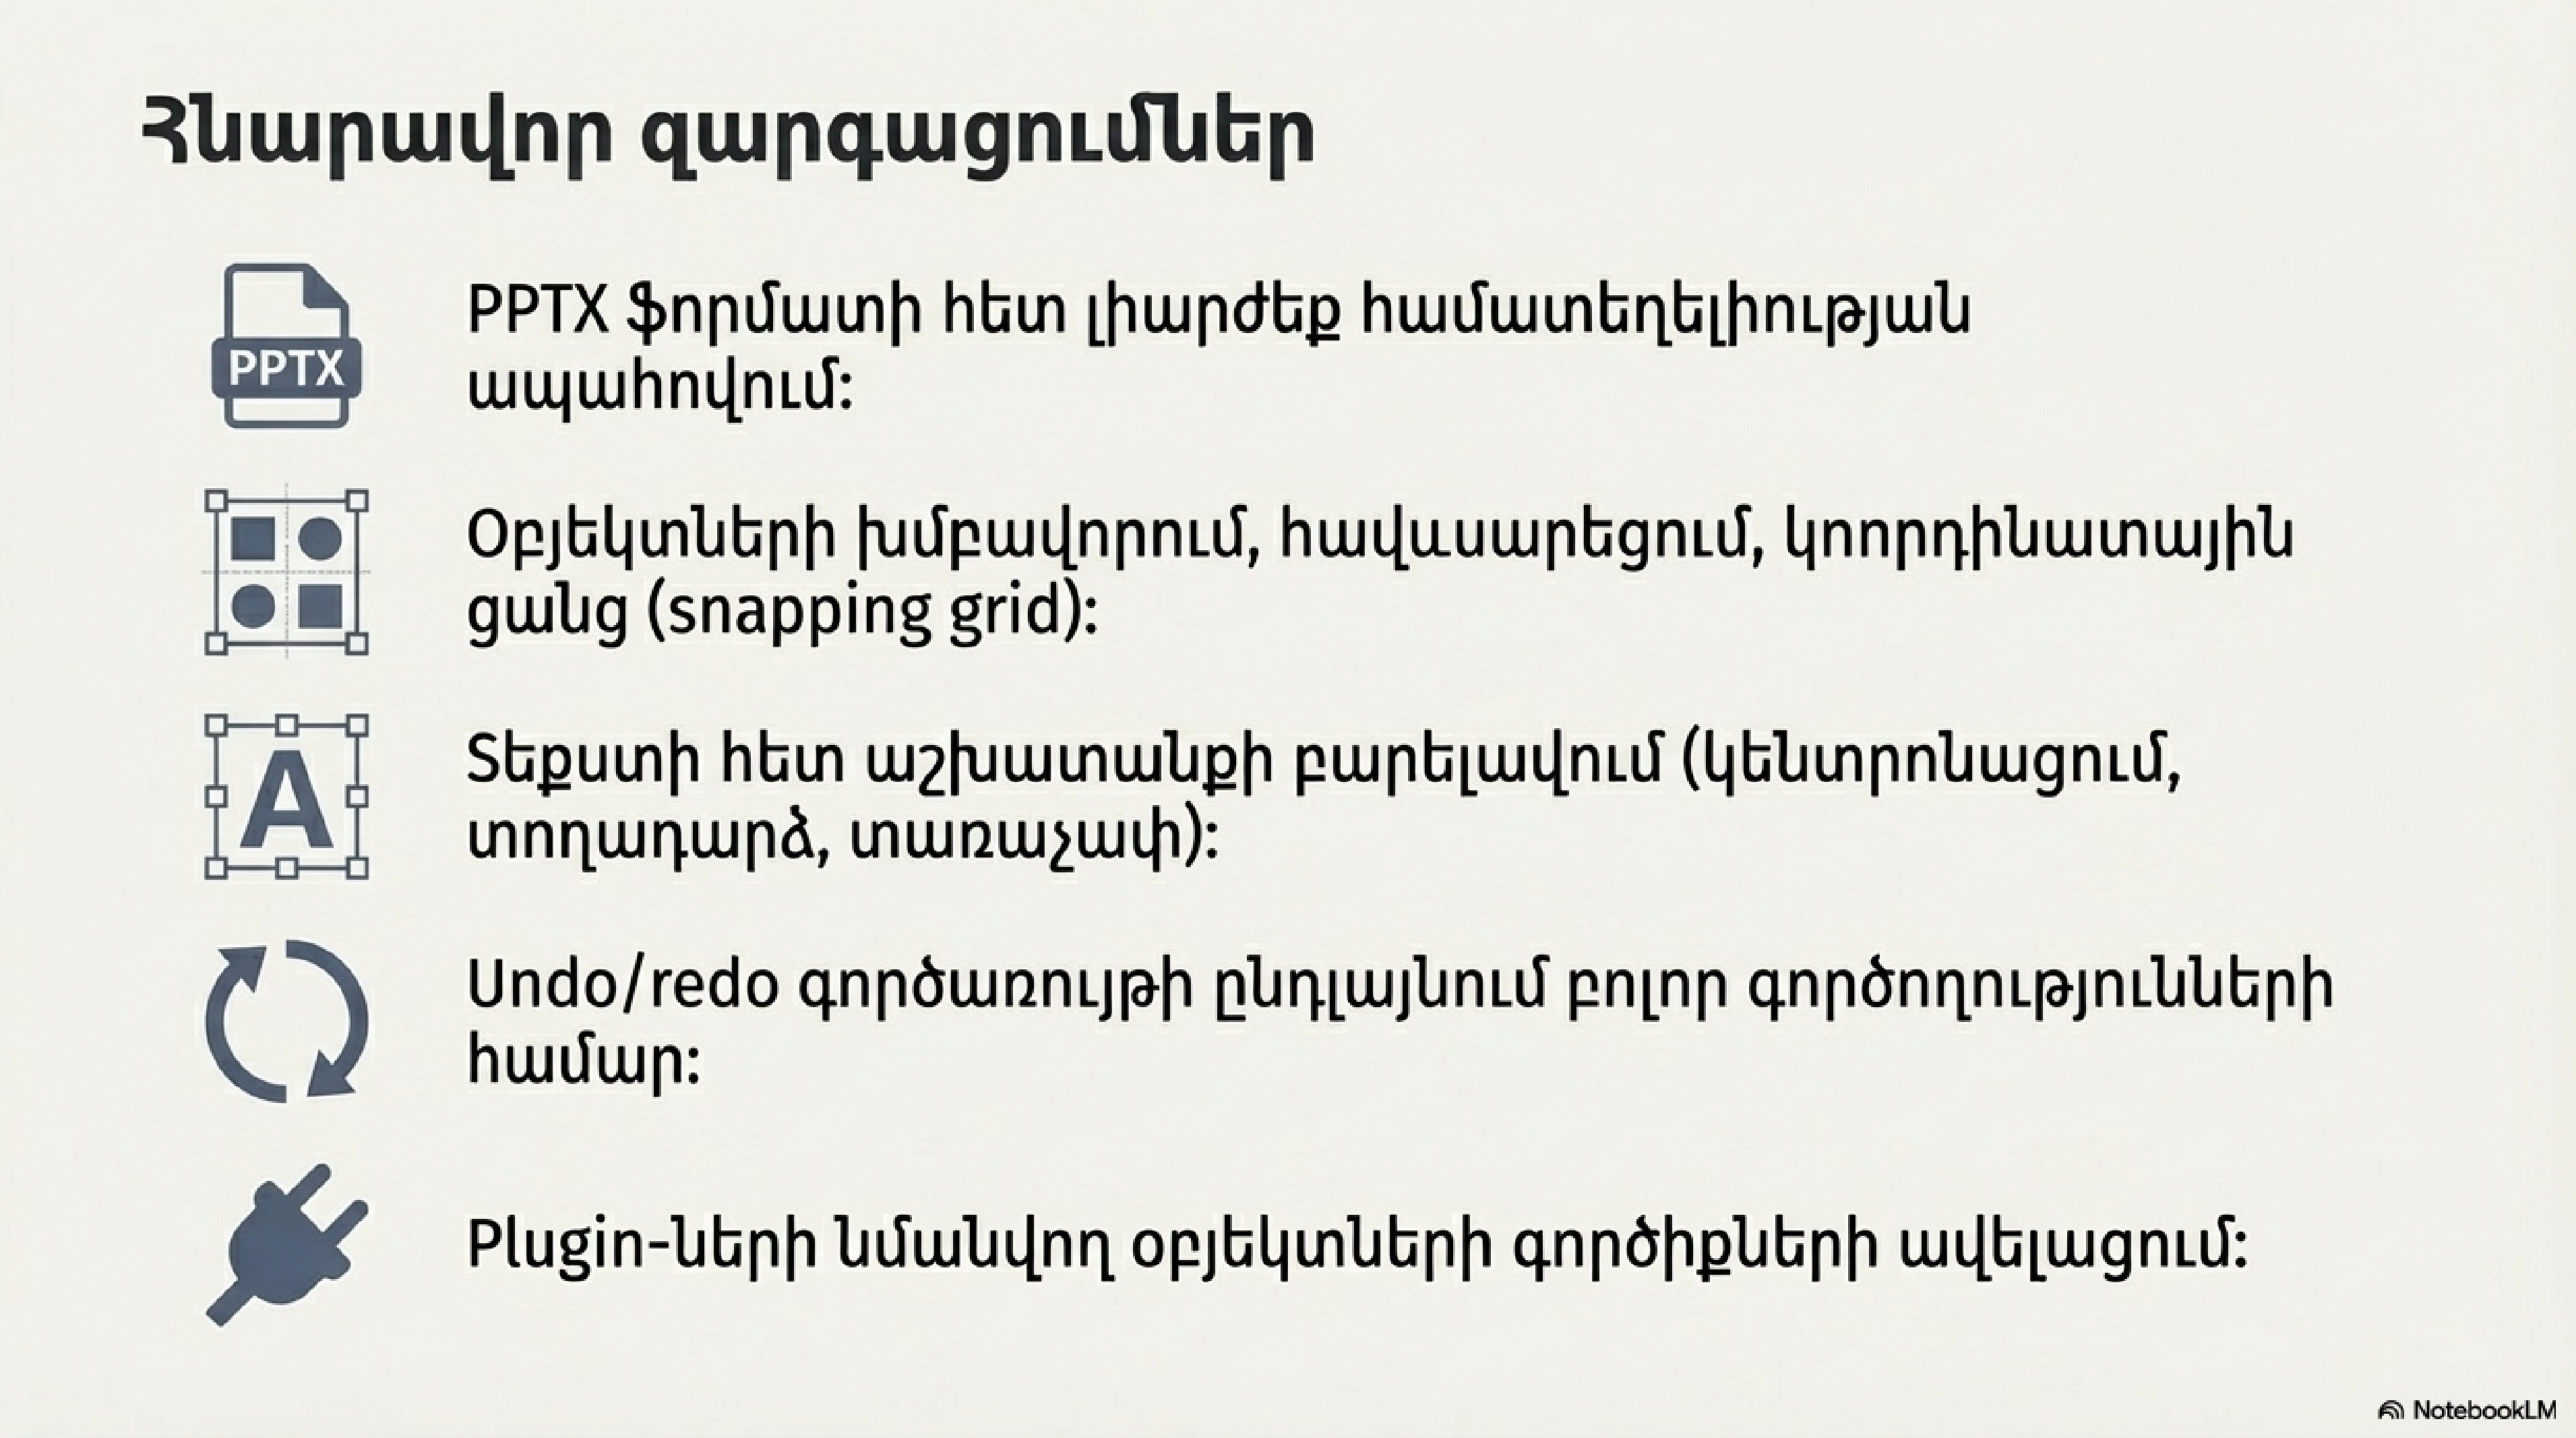 Հնարավոր զարգացումներ
PPTX
PPTX ֆորմատի հետ լիարժեք համատեղելիության
ապահովում:
Օբյեկտների խմբավորում, հավևսարեցում, կոորդինատային
ցանց (snapping grid):
A
Տեքստի հետ աշխատանքի բարելավում (կենտրոնացում,
տողադարձ, տառաչափ):
Undo/redo գործառույթի ընդլայնում բոլոր գործողությունների
համար:
Plugin-ների նմանվող օբյեկտների գործիքների ավելացում:
NotebookLM